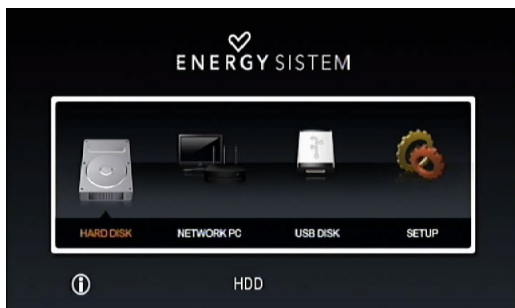 ENERGY SISTEM
HARD DISK NETWORK PC USB DISK SETUP
HDD